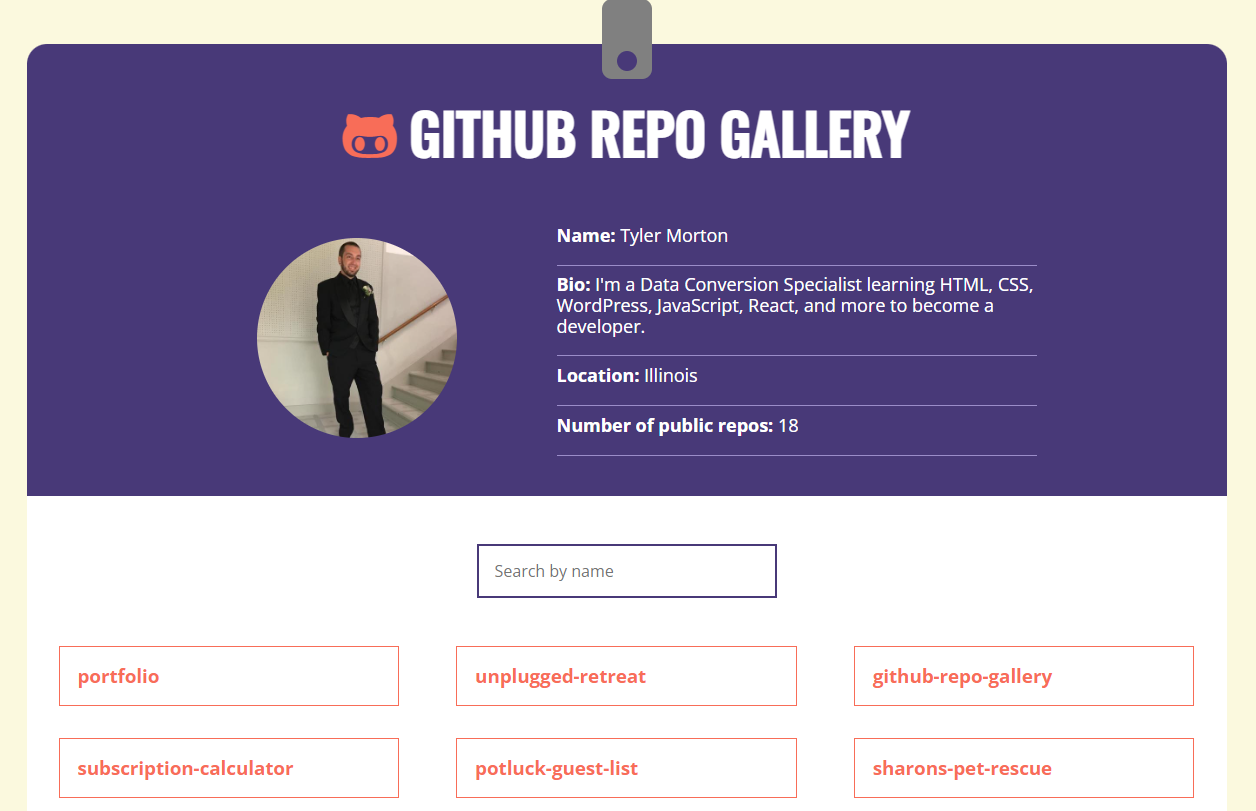 GITHUB REPO GALLERY
Name: Tyler Morton
Bio: I'm a Data Conversion Specialist learning HTML, CSS,
WordPress, JavaScript, React, and more to become a
developer.
Location: Illinois
Number of public repos: 18
Search by name
portfolio
unplugged-retreat
github-repo-gallery
subscription-calculator
potluck-guest-list
sharons-pet-rescue